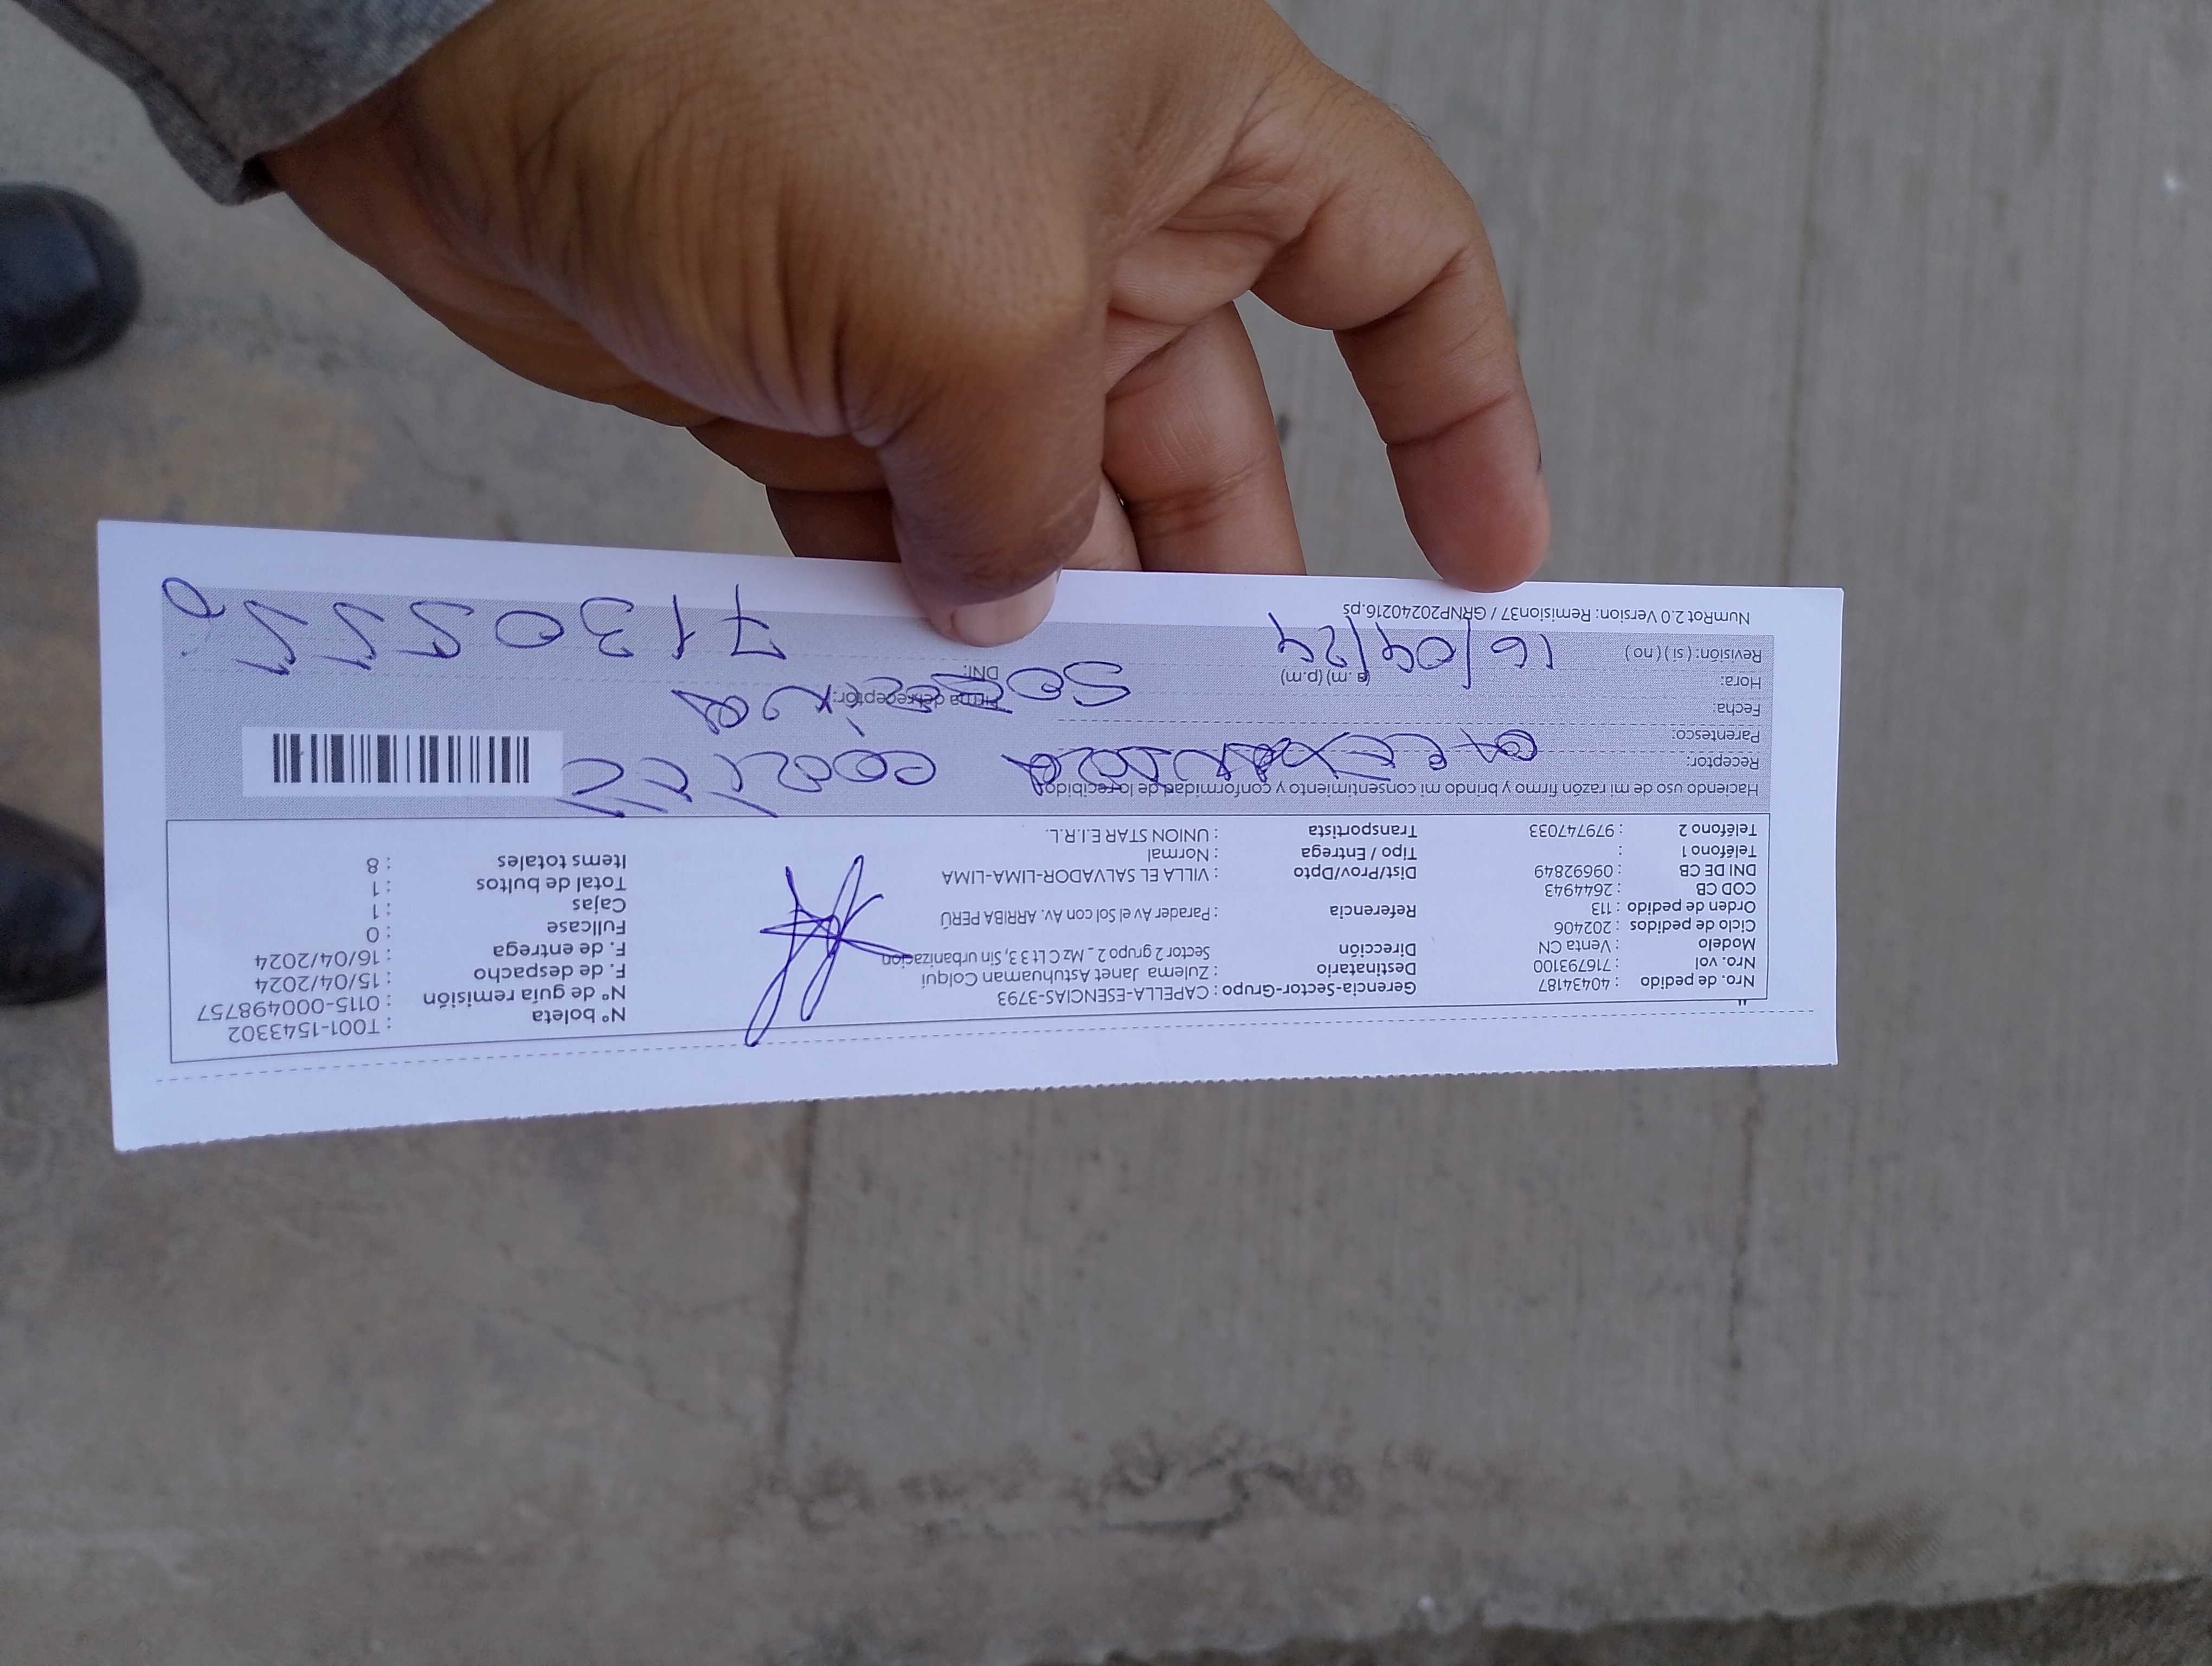 Nro. de pedido : 40434187
Nro. vol : 716793100
Modelo : Venta CN
Ciclo de pedidos : 202406
Orden de pedido : 113
COD CB : 2644943
DNI DE CB : 09692849
Teléfono 1 :
Teléfono 2 : 979747033
Gerencia-Sector-Grupo : CAPELLA-ESENCIAS-3793
Destinatario : Zulema Janet Astuhuaman Colqui
Dirección Sector 2 grupo 2 _ Mz C Lt 33, Sin urbanizacion
Referencia : Parader Av el Sol con Av. ARRIBA PERÚ
Dist/Prov/Dpto : VILLA EL SALVADOR-LIMA-LIMA
Tipo / Entrega : Normal
Transportista : UNION STAR E.I.R.L.
N° boleta : T001-1543302
N° de guía remisión : 0115-000498757
F. de despacho : 15/04/2024
F. de entrega : 16/04/2024
Fullcase : 0
Cajas : 1
Total de bultos : 1
Items totales : 8
Haciendo uso de mi razón firmo y brindo mi consentimiento y conformidad de lo recibido
Receptor:
Parentesco:
Fecha:
Hora: (a.m) (p.m)
Revisión: ( si ) ( no )
16/04/24
Firma del receptor:
DNI:
NumRot 2.0 Version: Remision37 / GRNP20240216.ps